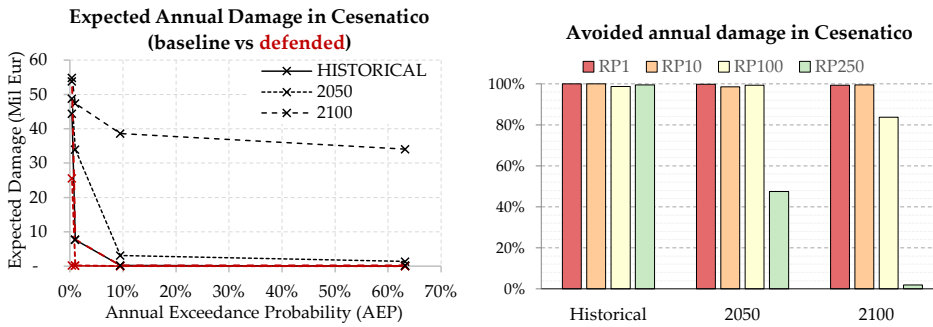 Expected Annual Damage in Cesenatico
(baseline vs defended)
Expected Damage (Mil Eur)
60
50
40
30
20
10
-
HISTORICAL
2050
2100
0%
10%
20%
30%
40%
50%
60%
70%
Annual Exceedance Probability (AEP)
Avoided annual damage in Cesenatico
RP1
RP10
RP100
RP250
100%
80%
60%
40%
20%
0%
Historical
2050
2100